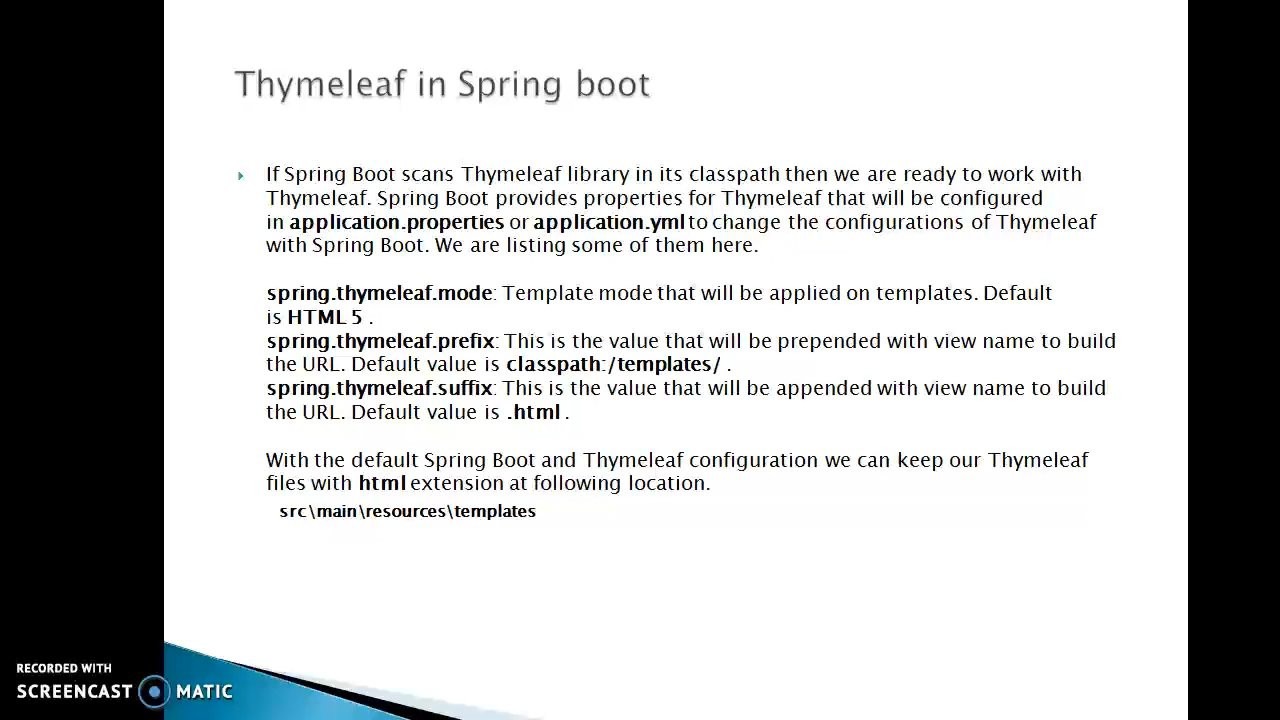 Thymeleaf in Spring boot
If Spring Boot scans Thymeleaf library in its classpath then we are ready to work with
Thymeleaf. Spring Boot provides properties for Thymeleaf that will be configured
in application.properties or application.yml to change the configurations of Thymeleaf
with Spring Boot. We are listing some of them here.
spring.thymeleaf.mode: Template mode that will be applied on templates. Default
is HTML 5 .
spring.thymeleaf.prefix: This is the value that will be prepended with view name to build
the URL. Default value is classpath:/templates/ .
spring.thymeleaf.suffix: This is the value that will be appended with view name to build
the URL. Default value is .html .
With the default Spring Boot and Thymeleaf configuration we can keep our Thymeleaf
files with html extension at following location.
src\main\resources\templates
RECORDED WITH
SCREENCAST MATIC